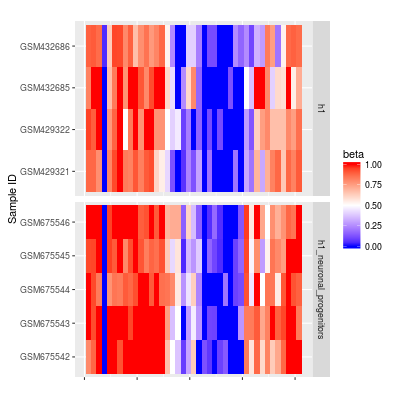 Sample ID
GSM432686
GSM432685
GSM429322
GSM429321
h1
GSM675546
GSM675545
GSM675544
GSM675543
GSM675542
h1_neuronal_progenitors
beta
1.00
0.75
0.50
0.25
0.00